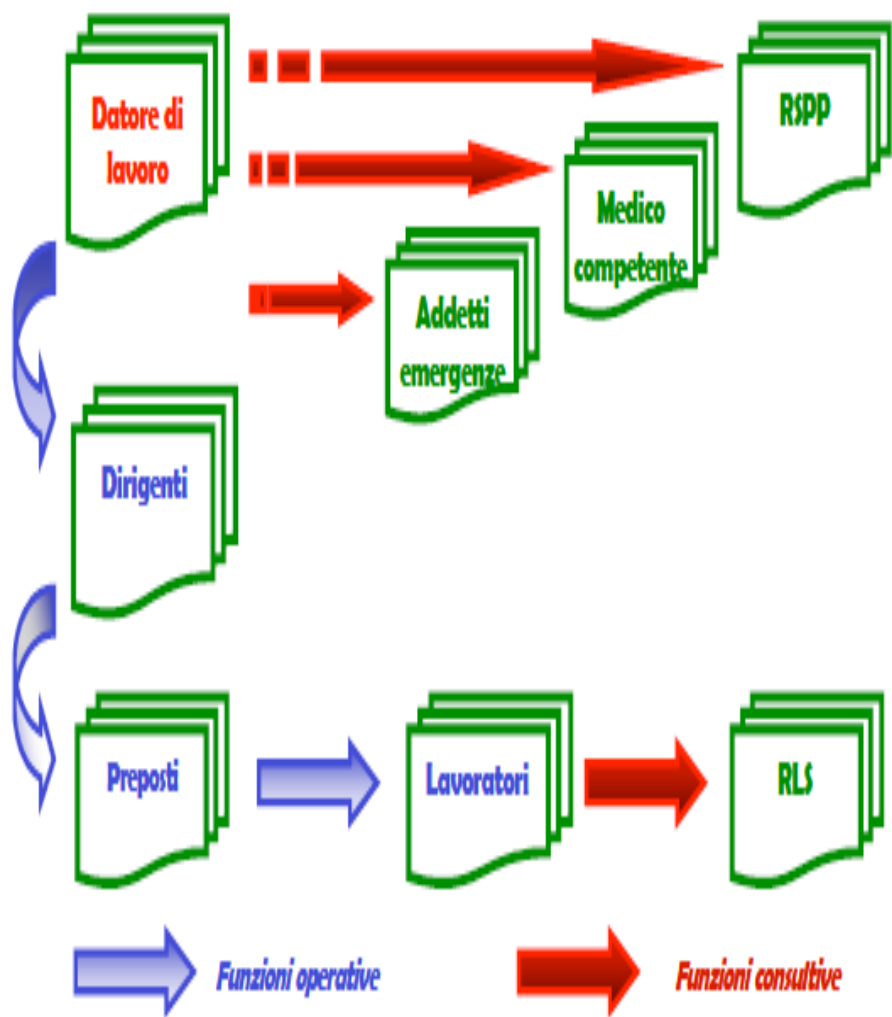 Datore di
lavoro
RSPP
Medico
competente
Addetti
emergenze
Dirigenti
Preposti
Lavoratori
RLS
Funzioni operative
Funzioni consultive